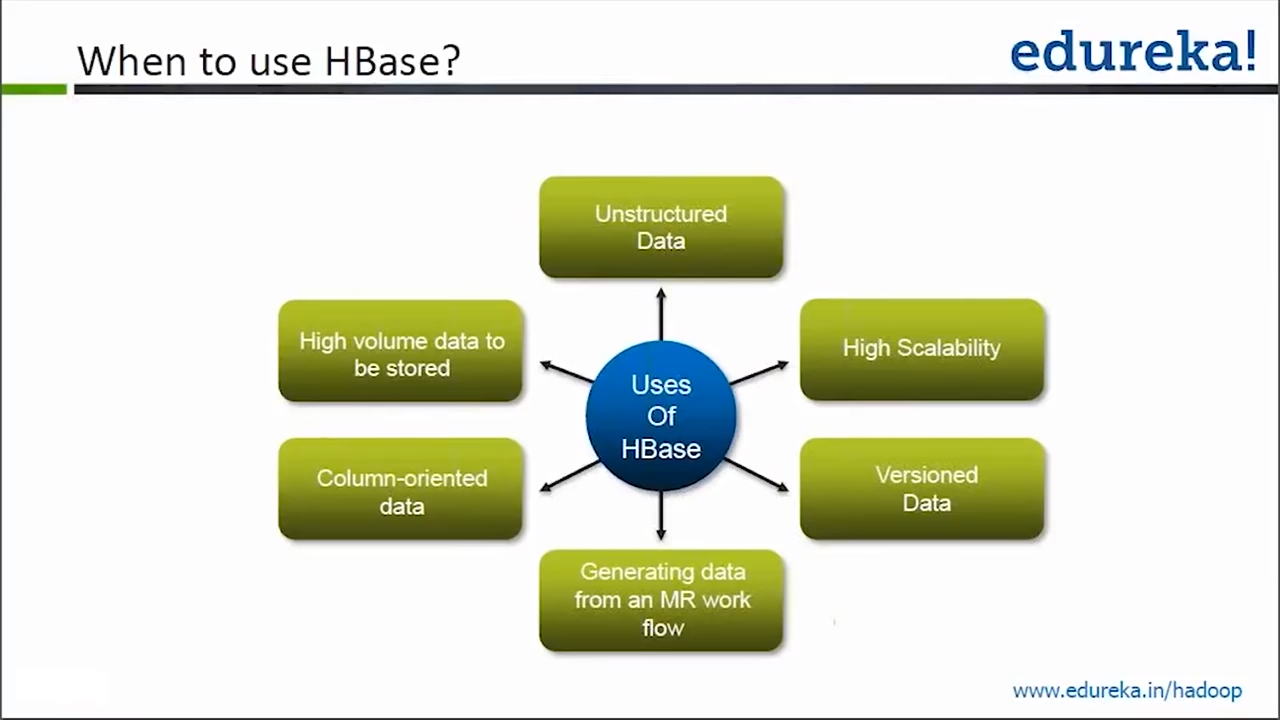 When to use HBase?
edureka!
Unstructured
Data
High volume data to
be stored
High Scalability
Uses
Of
HBase
Column-oriented
data
Versioned
Data
Generating data
from an MR work
flow
www.edureka.in/hadoop